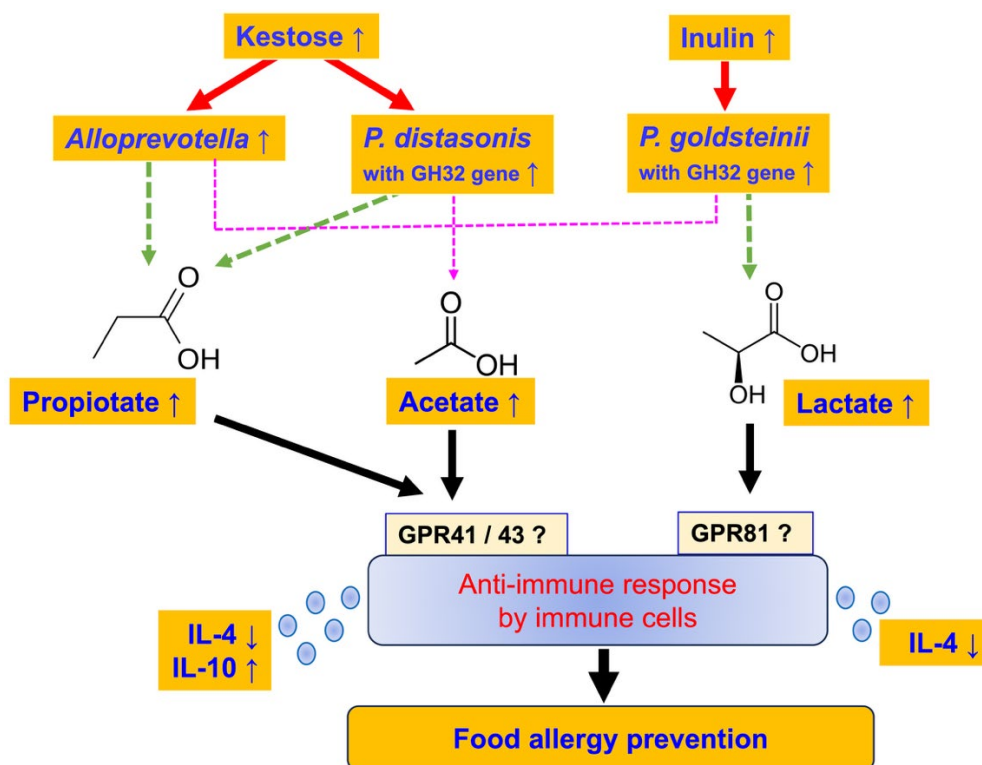 Kestose ↑
Inulin ↑
Alloprevotella ↑
P. distasonis
with GH32 gene ↑
P. goldsteinii
with GH32 gene ↑
O
OH
Propiotate ↑
O
OH
Acetate ↑
O
OH
OH
Lactate ↑
GPR41 / 43 ?
GPR81 ?
Anti-immune response
by immune cells
IL-4 ↓
IL-10 ↑
IL-4 ↓
Food allergy prevention